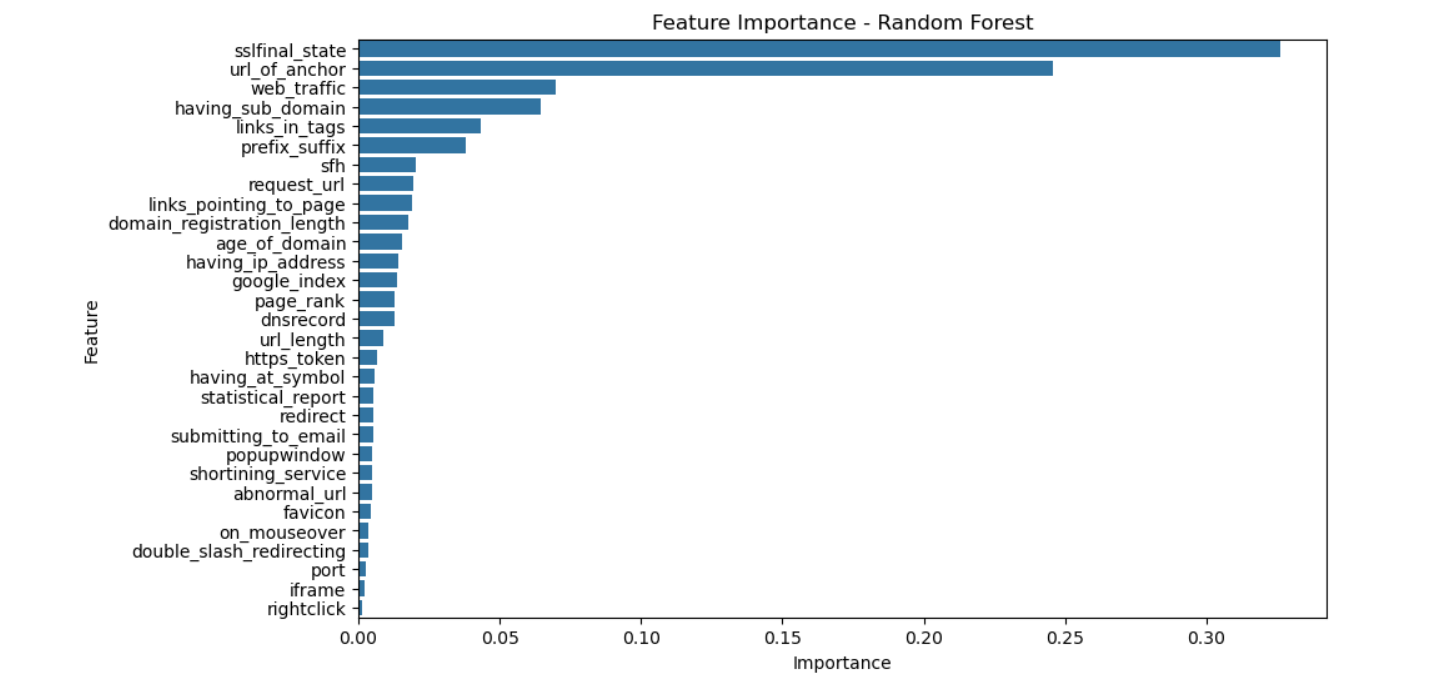 Feature Importance - Random Forest
sslfinal_state
url_of_anchor
web_traffic
having_sub_domain
links_in_tags
prefix_suffix
sfh
request_url
links_pointing_to_page
domain_registration_length
age_of_domain
having_ip_address
google_index
page_rank
dnsrecord
url_length
https_token
having_at_symbol
statistical_report
redirect
submitting_to_email
popupwindow
shortining_service
abnormal_url
favicon
on_mouseover
double_slash_redirecting
port
iframe
rightclick
Feature
0.00 0.05 0.10 0.15 0.20 0.25 0.30
Importance